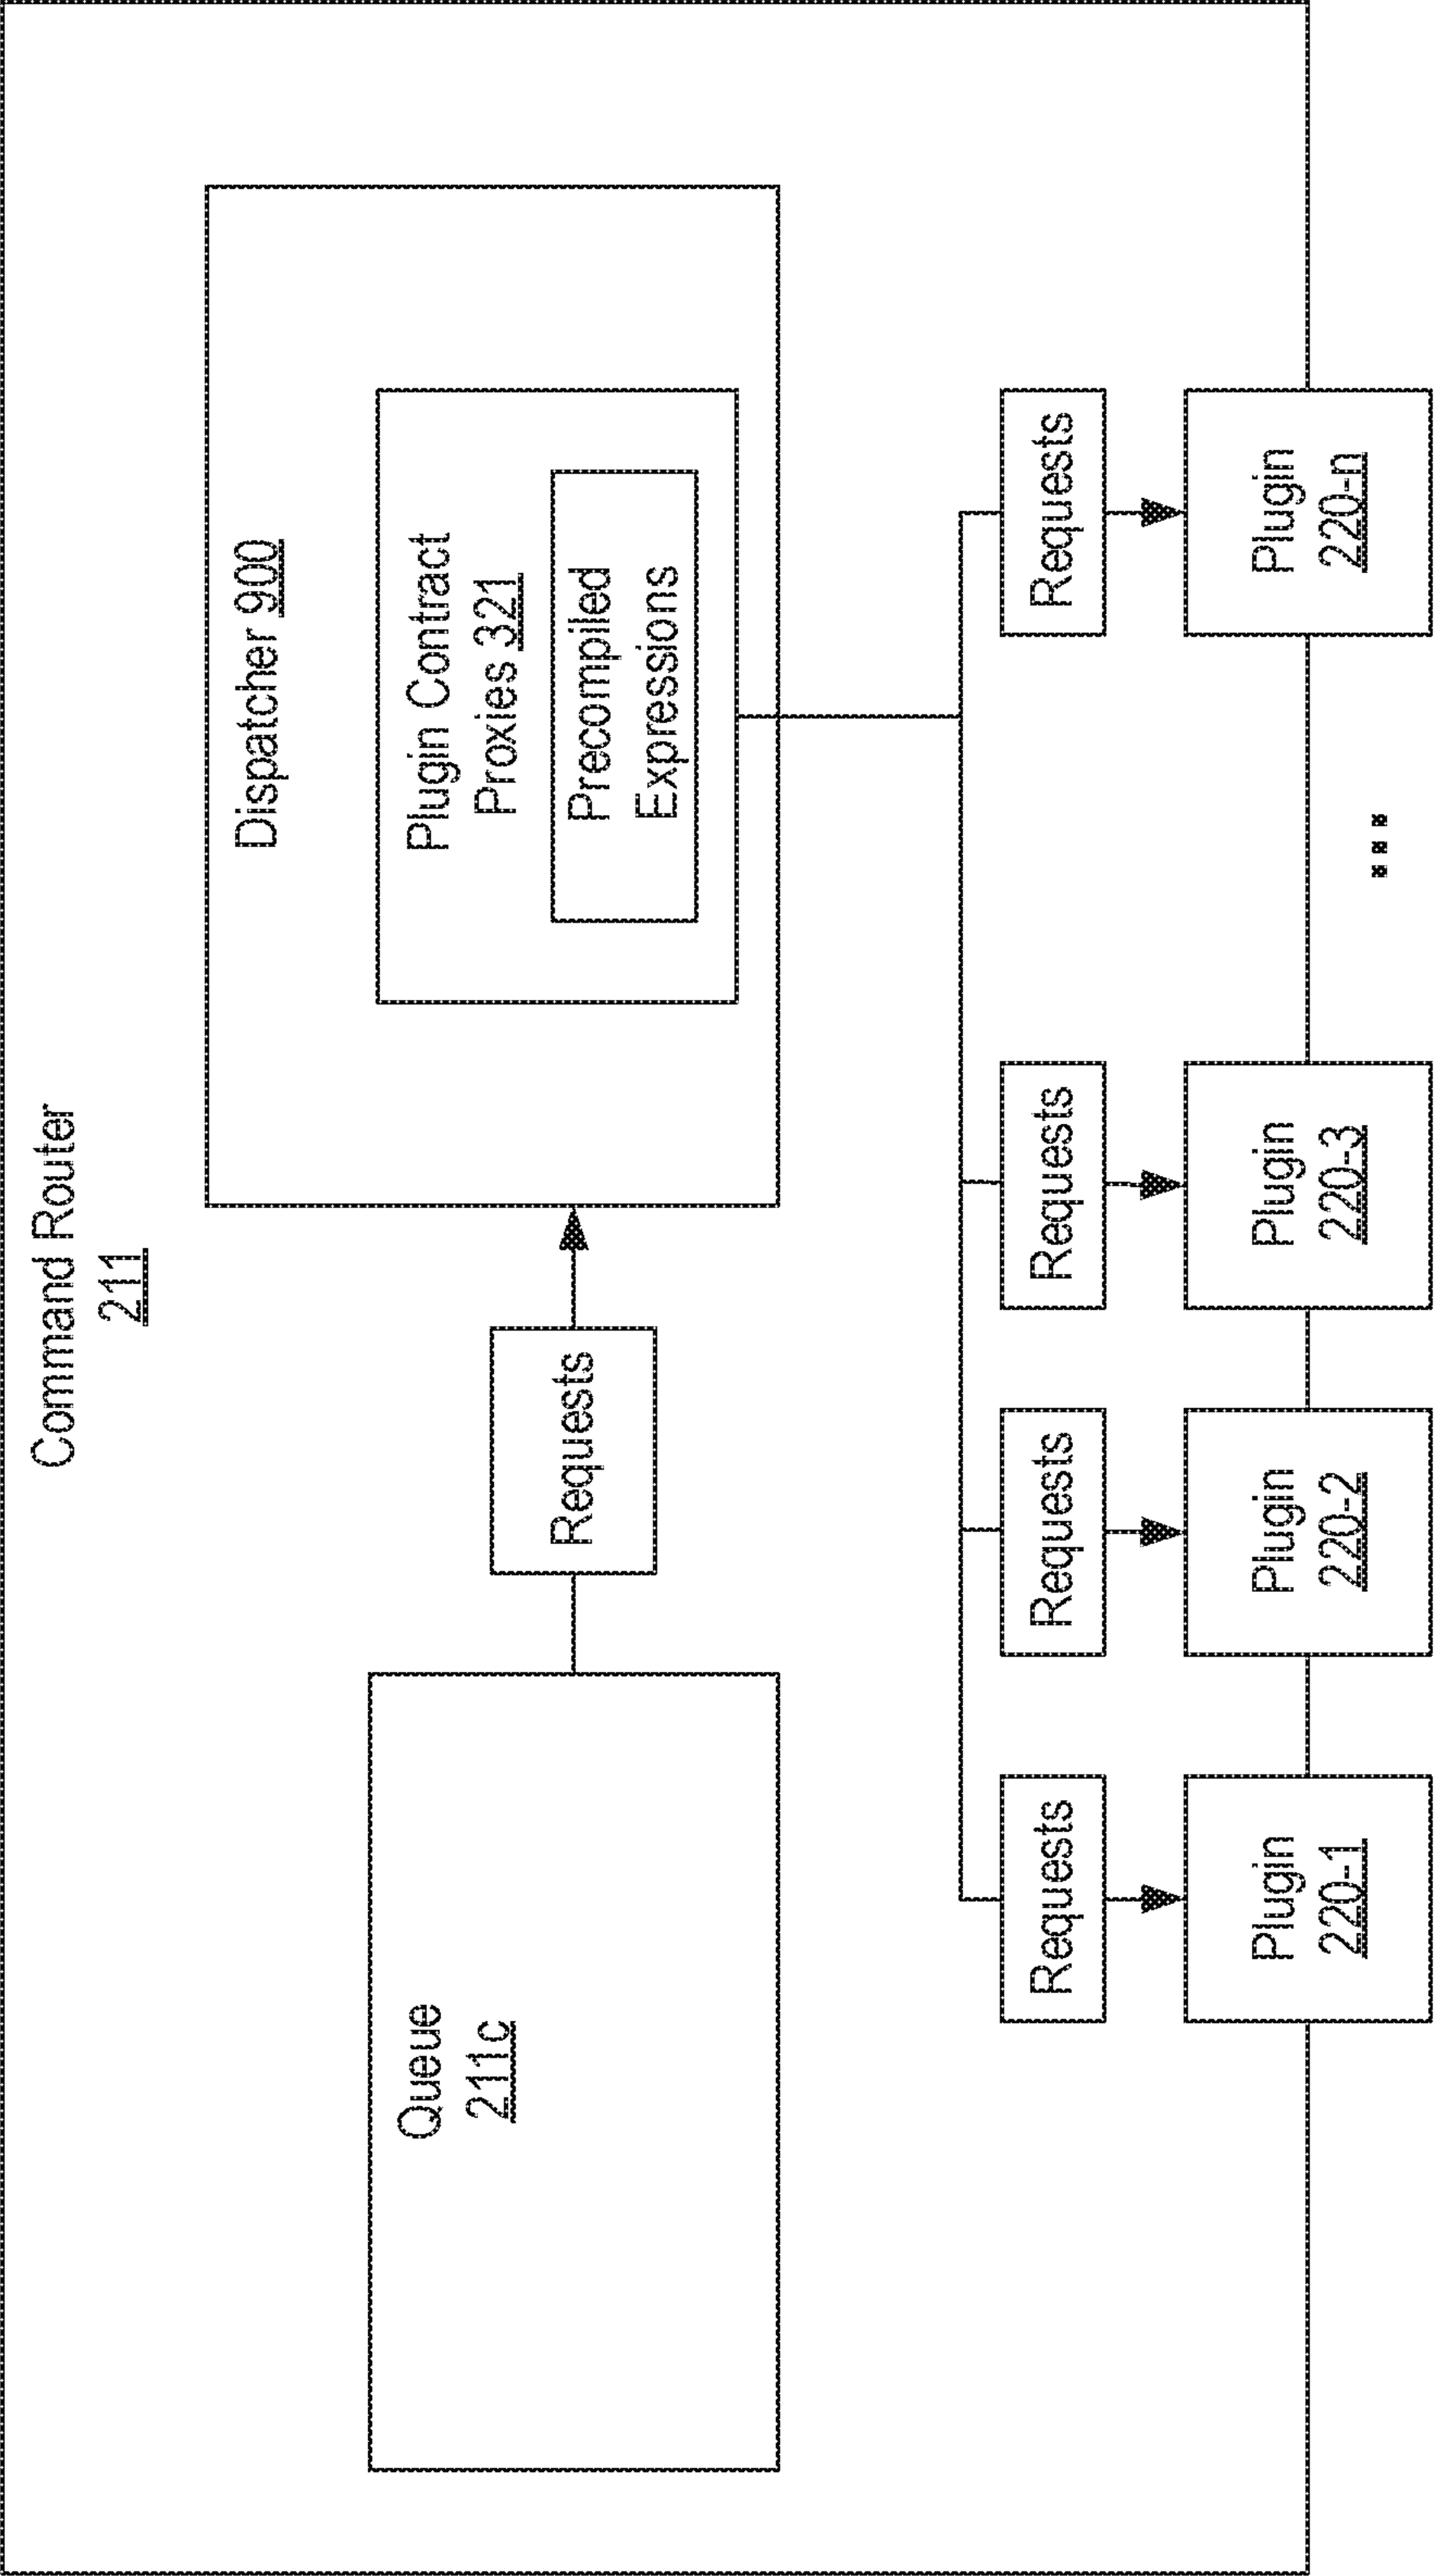 Command Router
211
Queue
211c
Requests
Dispatcher 900
Plugin Contract
Proxies 321
Precompiled
Expressions
Requests
Requests
Requests
Requests
Plugin
220-1
Plugin
220-2
Plugin
220-3
...
Plugin
220-n